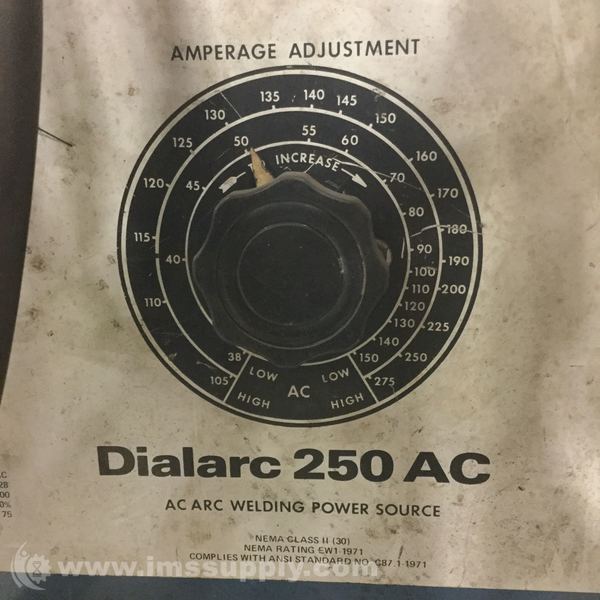 AMPERAGE ADJUSTMENT
105 110 115 120 125 130 135 140 145 150 160 170 180 190 200 225 250 275
38 40 45 50 55 60 70 80 90 100 110 120 130 140 150
INCREASE
LOW AC LOW
HIGH HIGH
Dialarc 250 AC
AC ARC WELDING POWER SOURCE
NEMA CLASS II (30)
NEMA RATING EW1-1971
COMPLIES WITH ANSI STANDARD NO. C87.1-1971
www.imssupply.com